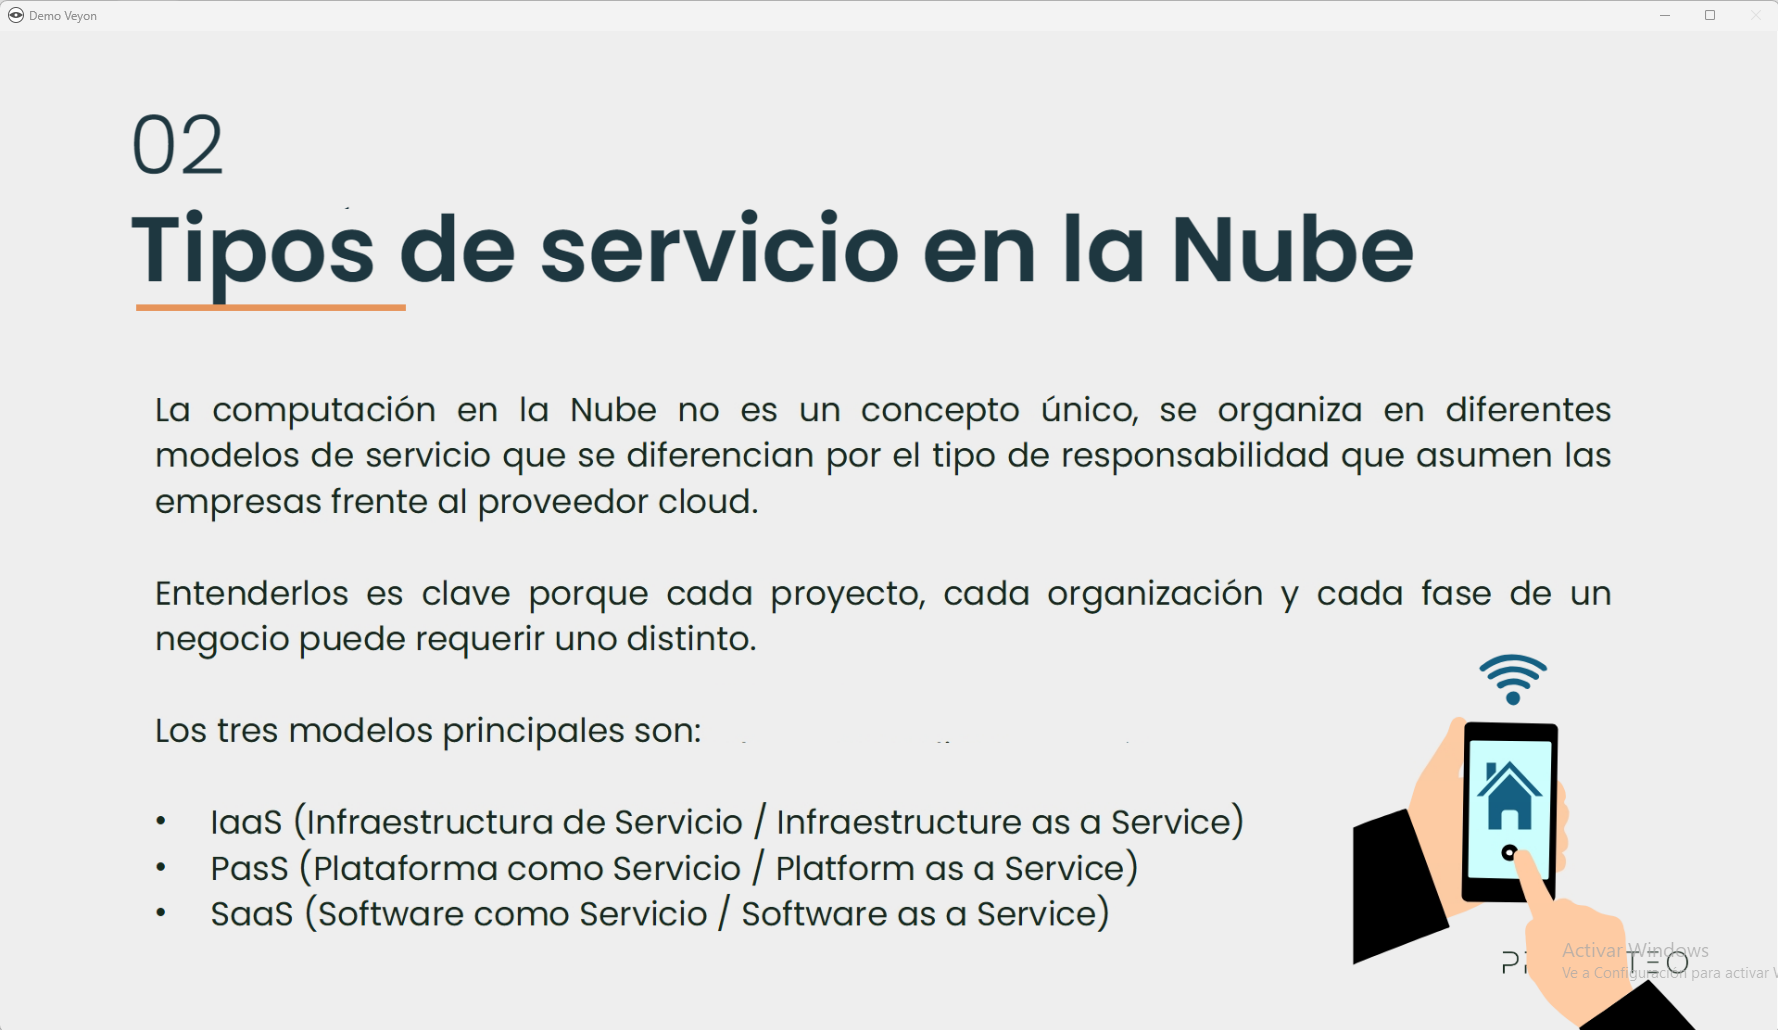 Demo Veyon
02
Tipos de servicio en la Nube
La computación en la Nube no es un concepto único, se organiza en diferentes
modelos de servicio que se diferencian por el tipo de responsabilidad que asumen las
empresas frente al proveedor cloud.
Entenderlos es clave porque cada proyecto, cada organización y cada fase de un
negocio puede requerir uno distinto.
Los tres modelos principales son:
• IaaS (Infraestructura de Servicio / Infraestructure as a Service)
• PasS (Plataforma como Servicio / Platform as a Service)
• SaaS (Software como Servicio / Software as a Service)
Activar Windows
Ve a Configuración para activar